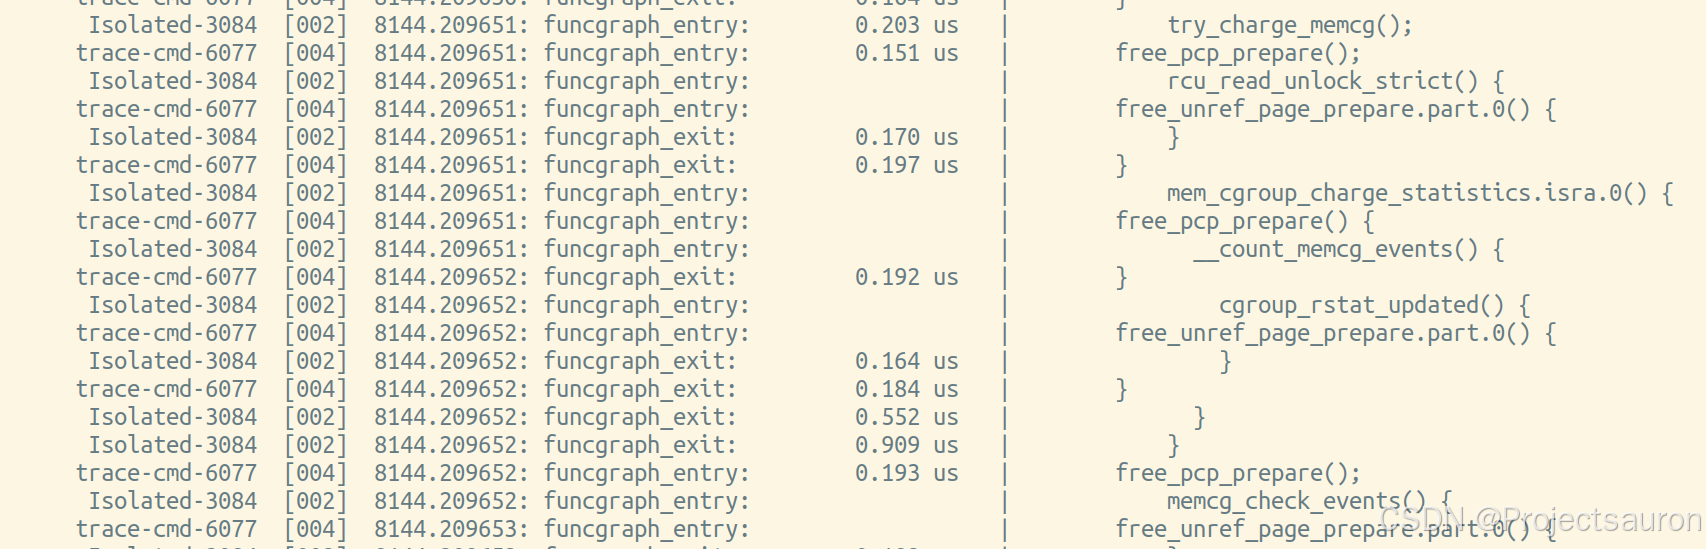 trace-cmd-6077  [004]  8144.209650: funcgraph_exit:         0.164 us   |        }
 Isolated-3084  [002]  8144.209651: funcgraph_entry:        0.203 us   |            try_charge_memcg();
trace-cmd-6077  [004]  8144.209651: funcgraph_entry:        0.151 us   |        free_pcp_prepare();
 Isolated-3084  [002]  8144.209651: funcgraph_entry:                   |            rcu_read_unlock_strict() {
trace-cmd-6077  [004]  8144.209651: funcgraph_entry:                   |        free_unref_page_prepare.part.0() {
 Isolated-3084  [002]  8144.209651: funcgraph_exit:         0.170 us   |            }
trace-cmd-6077  [004]  8144.209651: funcgraph_exit:         0.197 us   |        }
 Isolated-3084  [002]  8144.209651: funcgraph_entry:                   |            mem_cgroup_charge_statistics.isra.0() {
trace-cmd-6077  [004]  8144.209651: funcgraph_entry:                   |        free_pcp_prepare() {
 Isolated-3084  [002]  8144.209651: funcgraph_entry:                   |              __count_memcg_events() {
trace-cmd-6077  [004]  8144.209652: funcgraph_exit:         0.192 us   |        }
 Isolated-3084  [002]  8144.209652: funcgraph_entry:                   |                cgroup_rstat_updated() {
trace-cmd-6077  [004]  8144.209652: funcgraph_entry:                   |        free_unref_page_prepare.part.0() {
 Isolated-3084  [002]  8144.209652: funcgraph_exit:         0.164 us   |                }
trace-cmd-6077  [004]  8144.209652: funcgraph_exit:         0.184 us   |        }
 Isolated-3084  [002]  8144.209652: funcgraph_exit:         0.552 us   |              }
 Isolated-3084  [002]  8144.209652: funcgraph_exit:         0.909 us   |            }
trace-cmd-6077  [004]  8144.209652: funcgraph_entry:        0.193 us   |        free_pcp_prepare();
 Isolated-3084  [002]  8144.209652: funcgraph_entry:                   |            memcg_check_events() {
trace-cmd-6077  [004]  8144.209653: funcgraph_entry:                   |        free_unref_page_prepare.part.0() {
CSDN @Projectsauron